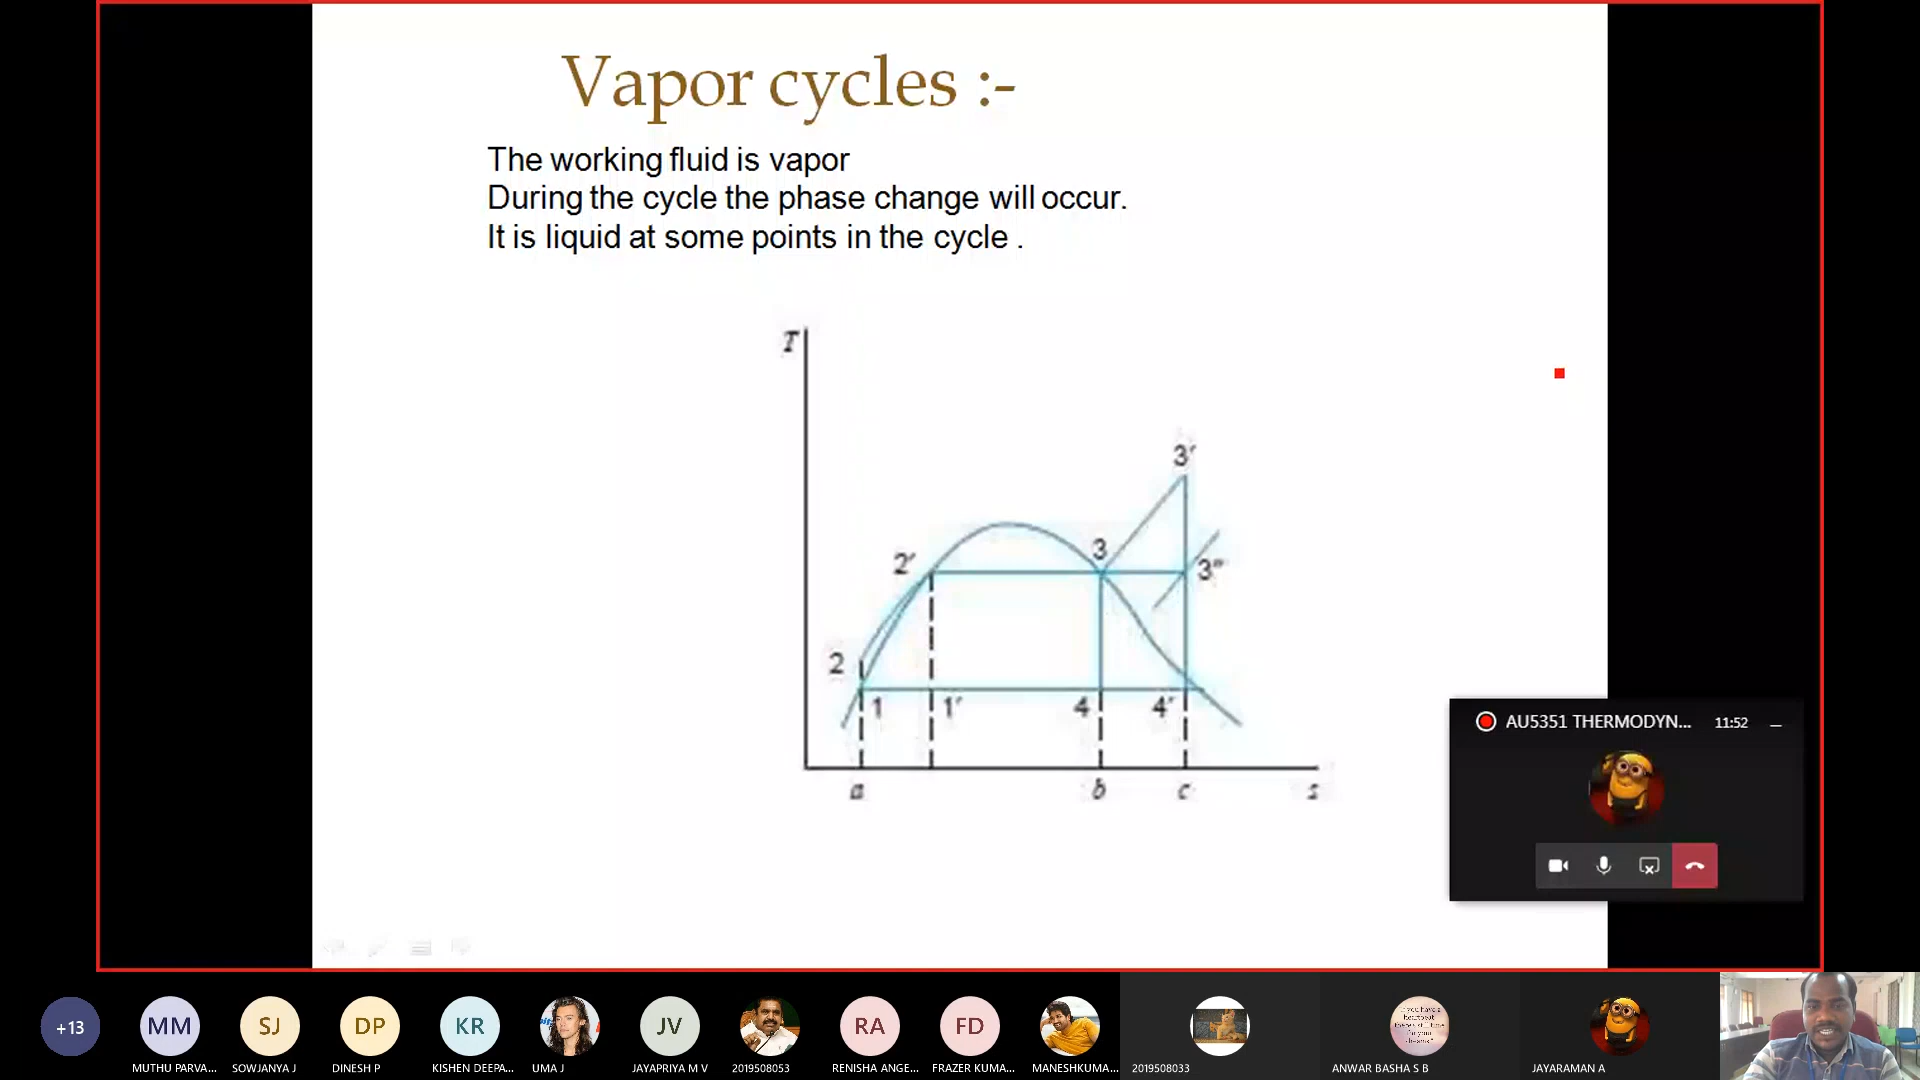 Vapor cycles :-
The working fluid is vapor
During the cycle the phase change will occur.
It is liquid at some points in the cycle .
T
3′
3
2′
3″
2
1
1′
4
4′
a
b
c
s
AU5351 THERMODYN...
11:52
+13
MM
SJ
DP
KR
JV
RA
FD
MUTHU PARVA...
SOWJANYA J
DINESH P
KISHEN DEEPA...
UMA J
JAYAPRIYA M V
2019508053
RENISHA ANGE...
FRAZER KUMA...
MANESHKUMA...
2019508033
ANWAR BASHA S B
JAYARAMAN A